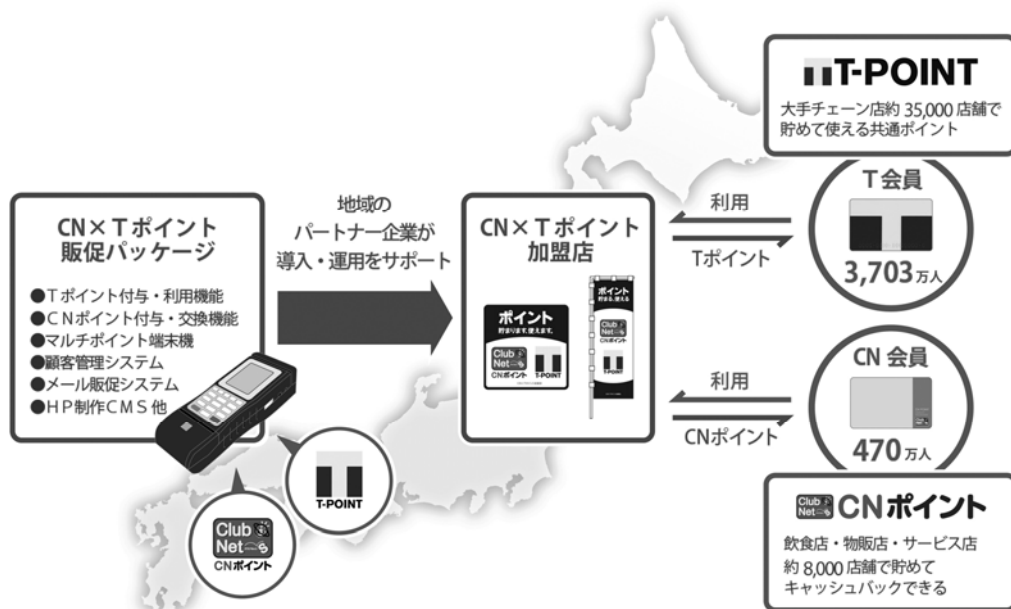 T-POINT
大手チェーン店約 35,000 店舗で
貯めて使える共通ポイント
CN×Tポイント
販促パッケージ
●Tポイント付与・利用機能
●CNポイント付与・交換機能
●マルチポイント端末機
●顧客管理システム
●メール販促システム
●HP制作CMS 他
地域の
パートナー企業が
導入・運用をサポート
CN×Tポイント
加盟店
ポイント
貯まります。使えます。
Club
Net
CNポイント
T-POINT
ポイント
貯まる、使える
Club
Net
CNポイント
T-POINT
利用
Tポイント
T会員
3,703万人
利用
CNポイント
CN会員
470万人
T-POINT
Club
Net
CNポイント
Club
Net
CNポイント
飲食店・物販店・サービス店
約 8,000 店舗で貯めて
キャッシュバックできる